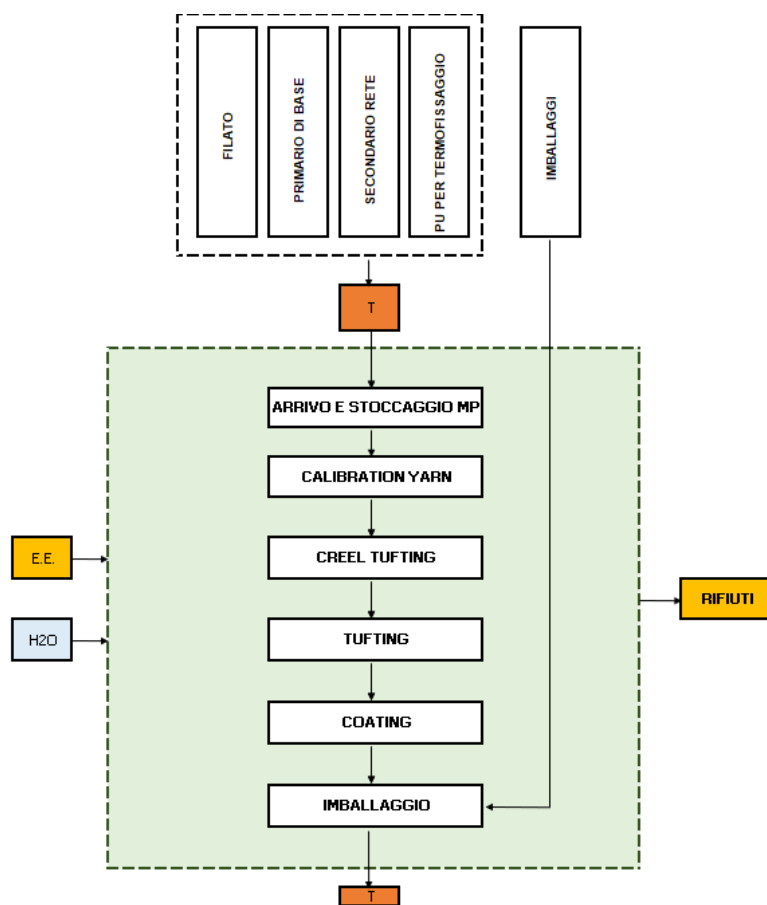 FILATO
PRIMARIO DI BASE
SECONDARIO RETE
PU PER TERMOFISSAGGIO
IMBALLAGGI
T
ARRIVO E STOCCAGGIO MP
CALIBRATION YARN
CREEL TUFTING
E.E.
RIFIUTI
H2O
TUFTING
COATING
IMBALLAGGIO
T